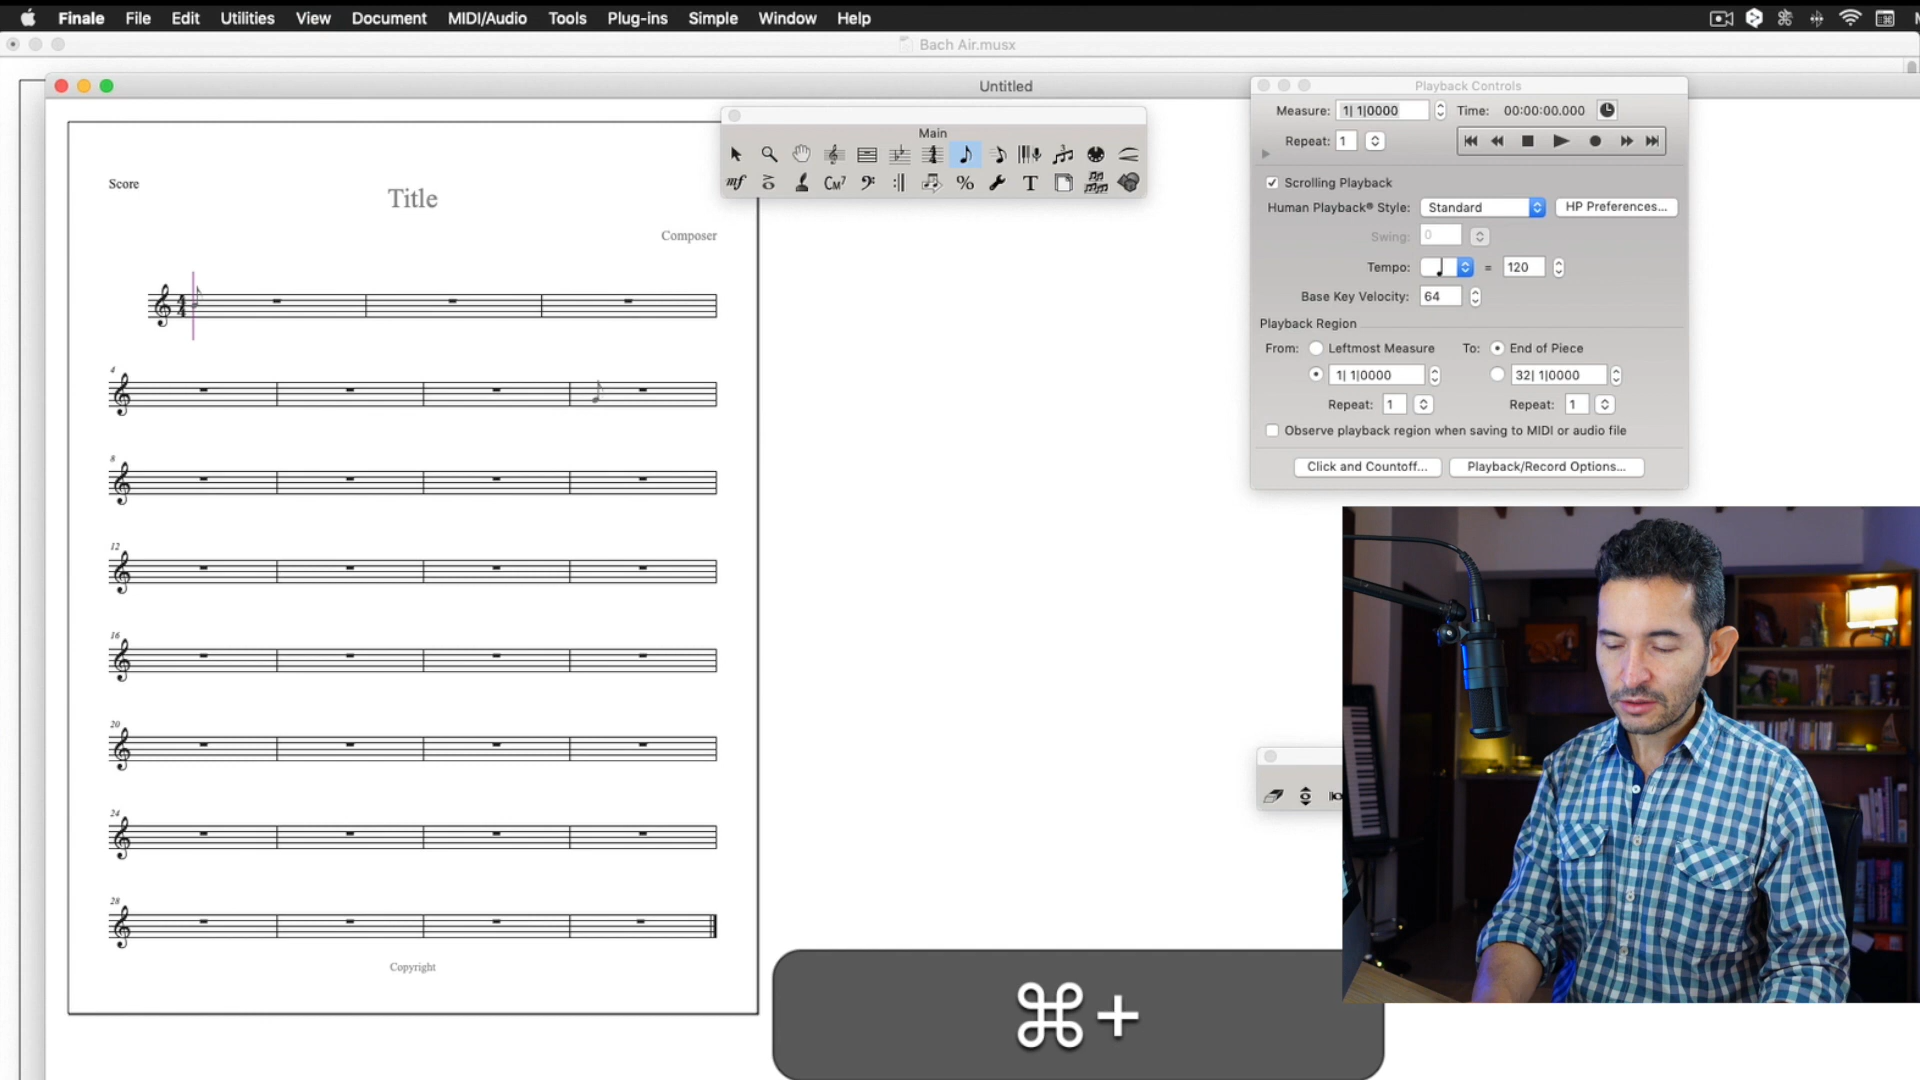 Finale File Edit Utilities View Document MIDI/Audio Tools Plug-ins Simple Window Help
Bach Air.musx
Untitled
Playback Controls
Measure: 1| 1|0000 Time: 00:00:00.000
Main
Repeat: 1
mf CM7 % T
Score
Title
Composer
Scrolling Playback
Human Playback® Style: Standard HP Preferences...
Swing: 0
Tempo: = 120
Base Key Velocity: 64
Playback Region
From: Leftmost Measure To: End of Piece
1| 1|0000 32| 1|0000
Repeat: 1 Repeat: 1
Observe playback region when saving to MIDI or audio file
Click and Countoff... Playback/Record Options...
4
4
4
8
12
16
20
24
28
Copyright
⌘+